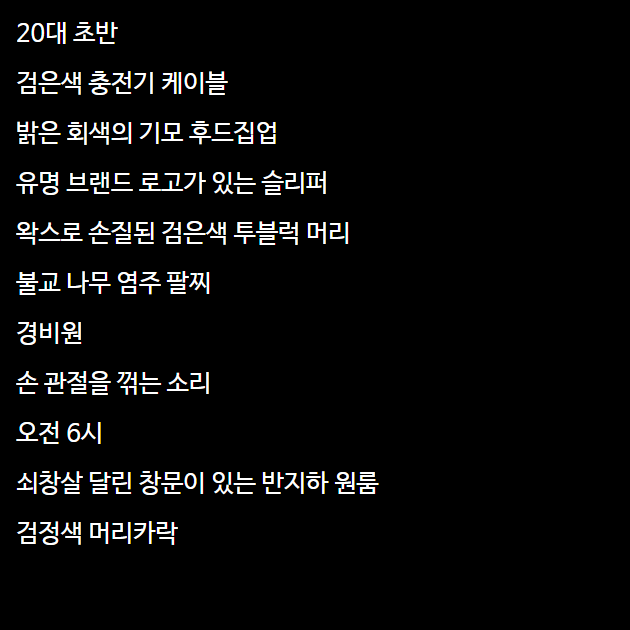 20대 초반
검은색 충전기 케이블
밝은 회색의 기모 후드집업
유명 브랜드 로고가 있는 슬리퍼
왁스로 손질된 검은색 투블럭 머리
불교 나무 염주 팔찌
경비원
손 관절을 꺾는 소리
오전 6시
쇠창살 달린 창문이 있는 반지하 원룸
검정색 머리카락